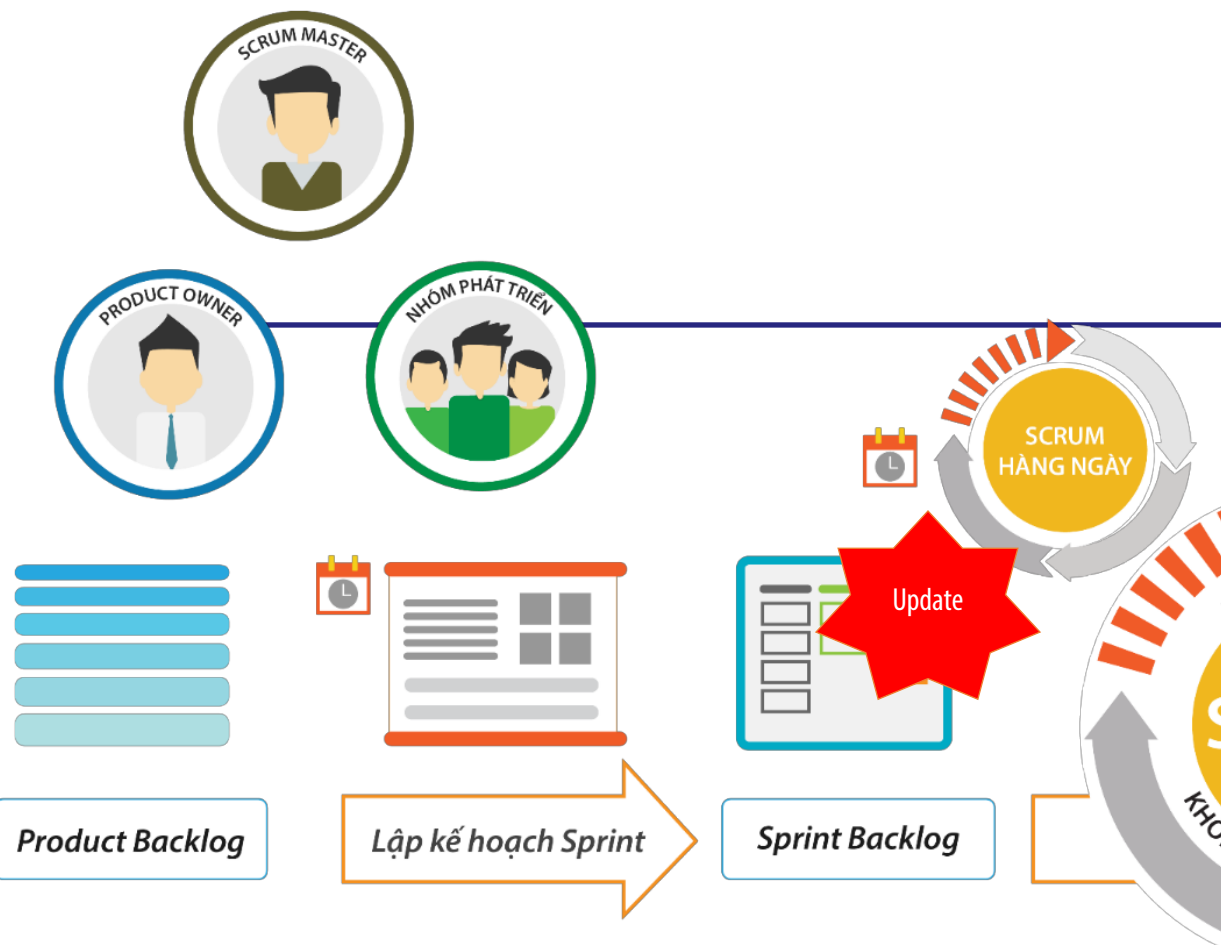 SCRUM MASTER
PRODUCT OWNER
NHÓM PHÁT TRIỂN
SCRUM
HÀNG NGÀY
Update
Product Backlog
Lập kế hoạch Sprint
Sprint Backlog